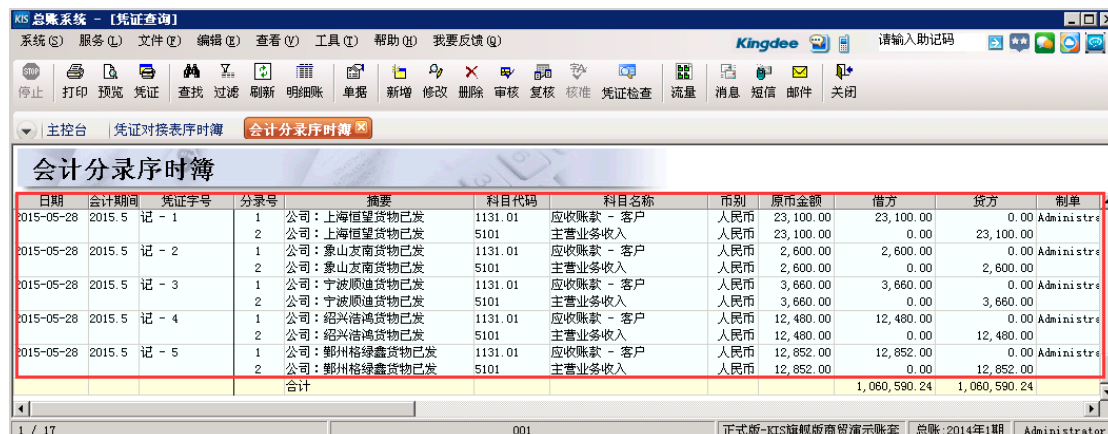 KIS 总账系统 - [凭证查询]
系统(S) 服务(L) 文件(F) 编辑(E) 查看(V) 工具(T) 帮助(H) 我要反馈(Q) Kingdee 请输入助记码
STOP
停止 打印 预览 凭证 查找 过滤 刷新 明细账 单据 新增 修改 删除 审核 复核 核准 凭证检查 流量 消息 短信 邮件 关闭
主控台 凭证对接表序时簿 会计分录序时簿
会计分录序时簿
日期 会计期间 凭证字号 分录号 摘要 科目代码 科目名称 币别 原币金额 借方 贷方 制单
2015-05-28 2015.5 记 - 1 1 公司：上海恒望货物已发 1131.01 应收账款 - 客户 人民币 23,100.00 23,100.00 0.00 Administra
2 公司：上海恒望货物已发 5101 主营业务收入 人民币 23,100.00 0.00 23,100.00
2015-05-28 2015.5 记 - 2 1 公司：象山友南货物已发 1131.01 应收账款 - 客户 人民币 2,600.00 2,600.00 0.00 Administra
2 公司：象山友南货物已发 5101 主营业务收入 人民币 2,600.00 0.00 2,600.00
2015-05-28 2015.5 记 - 3 1 公司：宁波顺迪货物已发 1131.01 应收账款 - 客户 人民币 3,660.00 3,660.00 0.00 Administra
2 公司：宁波顺迪货物已发 5101 主营业务收入 人民币 3,660.00 0.00 3,660.00
2015-05-28 2015.5 记 - 4 1 公司：绍兴浩鸿货物已发 1131.01 应收账款 - 客户 人民币 12,480.00 12,480.00 0.00 Administra
2 公司：绍兴浩鸿货物已发 5101 主营业务收入 人民币 12,480.00 0.00 12,480.00
2015-05-28 2015.5 记 - 5 1 公司：鄞州格绿鑫货物已发 1131.01 应收账款 - 客户 人民币 12,852.00 12,852.00 0.00 Administra
2 公司：鄞州格绿鑫货物已发 5101 主营业务收入 人民币 12,852.00 0.00 12,852.00
合计 1,060,590.24 1,060,590.24
1 / 17 001 正式版-KIS旗舰版商贸演示账套 总账:2014年1期 Administrator